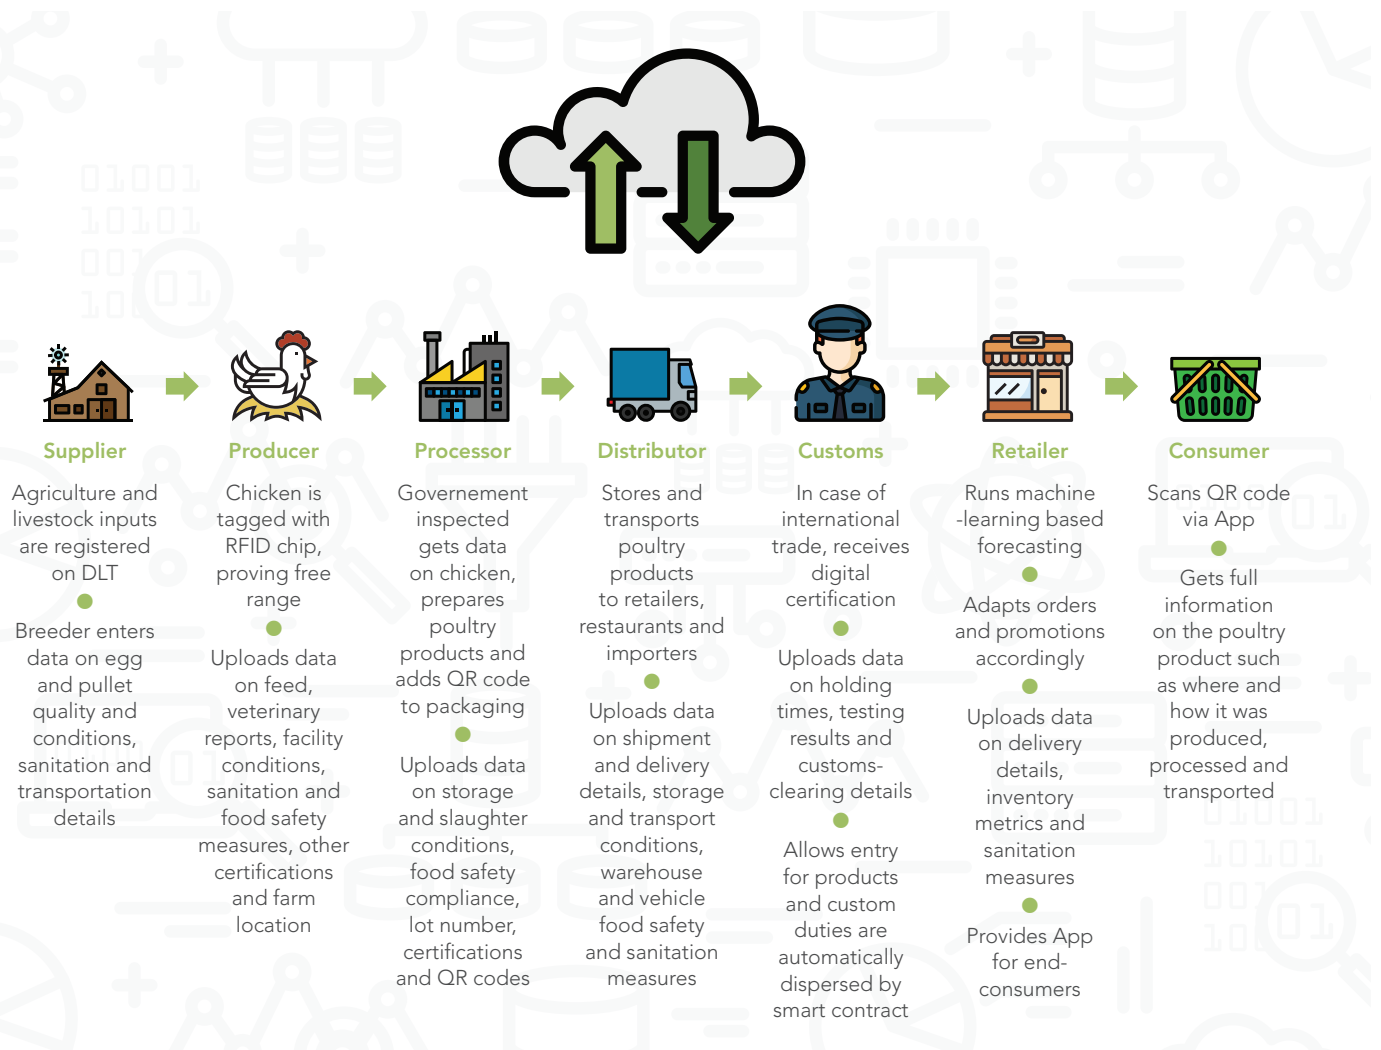 Supplier
Agriculture and
livestock inputs
are registered
on DLT
Breeder enters
data on egg
and pullet
quality and
conditions,
sanitation and
transportation
details
Producer
Chicken is
tagged with
RFID chip,
proving free
range
Uploads data
on feed,
veterinary
reports, facility
conditions,
sanitation and
food safety
measures, other
certifications
and farm
location
Processor
Governement
inspected
gets data
on chicken,
prepares
poultry
products and
adds QR code
to packaging
Uploads data
on storage
and slaughter
conditions,
food safety
compliance,
lot number,
certifications
and QR codes
Distributor
Stores and
transports
poultry
products
to retailers,
restaurants and
importers
Uploads data
on shipment
and delivery
details, storage
and transport
conditions,
warehouse
and vehicle
food safety
and sanitation
measures
Customs
In case of
international
trade, receives
digital
certification
Uploads data
on holding
times, testing
results and
customs-
clearing details
Allows entry
for products
and custom
duties are
automatically
dispersed by
smart contract
Retailer
Runs machine
-learning based
forecasting
Adapts orders
and promotions
accordingly
Uploads data
on delivery
details,
inventory
metrics and
sanitation
measures
Provides App
for end-
consumers
Consumer
Scans QR code
via App
Gets full
information
on the poultry
product such
as where and
how it was
produced,
processed and
transported